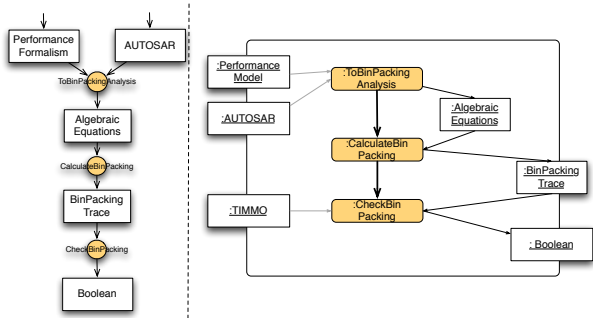 Performance
Formalism
AUTOSAR
ToBinPackingAnalysis
Algebraic
Equations
CalculateBinPacking
BinPacking
Trace
CheckBinPacking
Boolean
:Performance
Model
:AUTOSAR
:TIMMO
:ToBinPacking
Analysis
:Algebraic
Equations
:CalculateBin
Packing
:BinPacking
Trace
:CheckBin
Packing
: Boolean